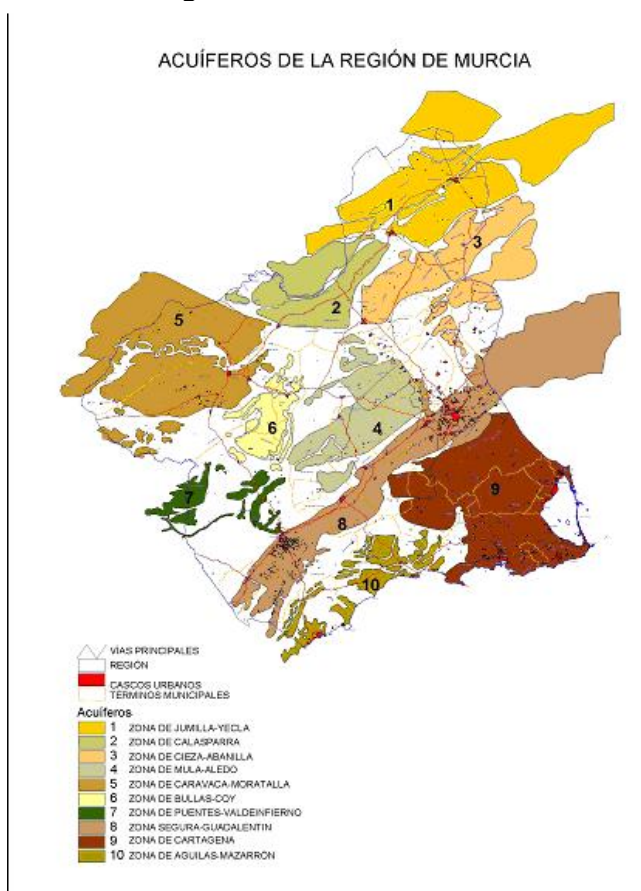 ACUÍFEROS DE LA REGIÓN DE MURCIA
1
3
2
5
6
4
7
9
8
10
VÍAS PRINCIPALES
REGIÓN
CASCOS URBANOS
TERMINOS MUNICIPALES
Acuíferos
1 ZONA DE JUMILLA-YECLA
2 ZONA DE CALASPARRA
3 ZONA DE CIEZA-ABANILLA
4 ZONA DE MULA-ALEDO
5 ZONA DE CARAVACA-MORATALLA
6 ZONA DE BULLAS-COY
7 ZONA DE PUENTES-VALDEINFIERNO
8 ZONA SEGURA-GUADALENTIN
9 ZONA DE CARTAGENA
10 ZONA DE AGUILAS-MAZARRON